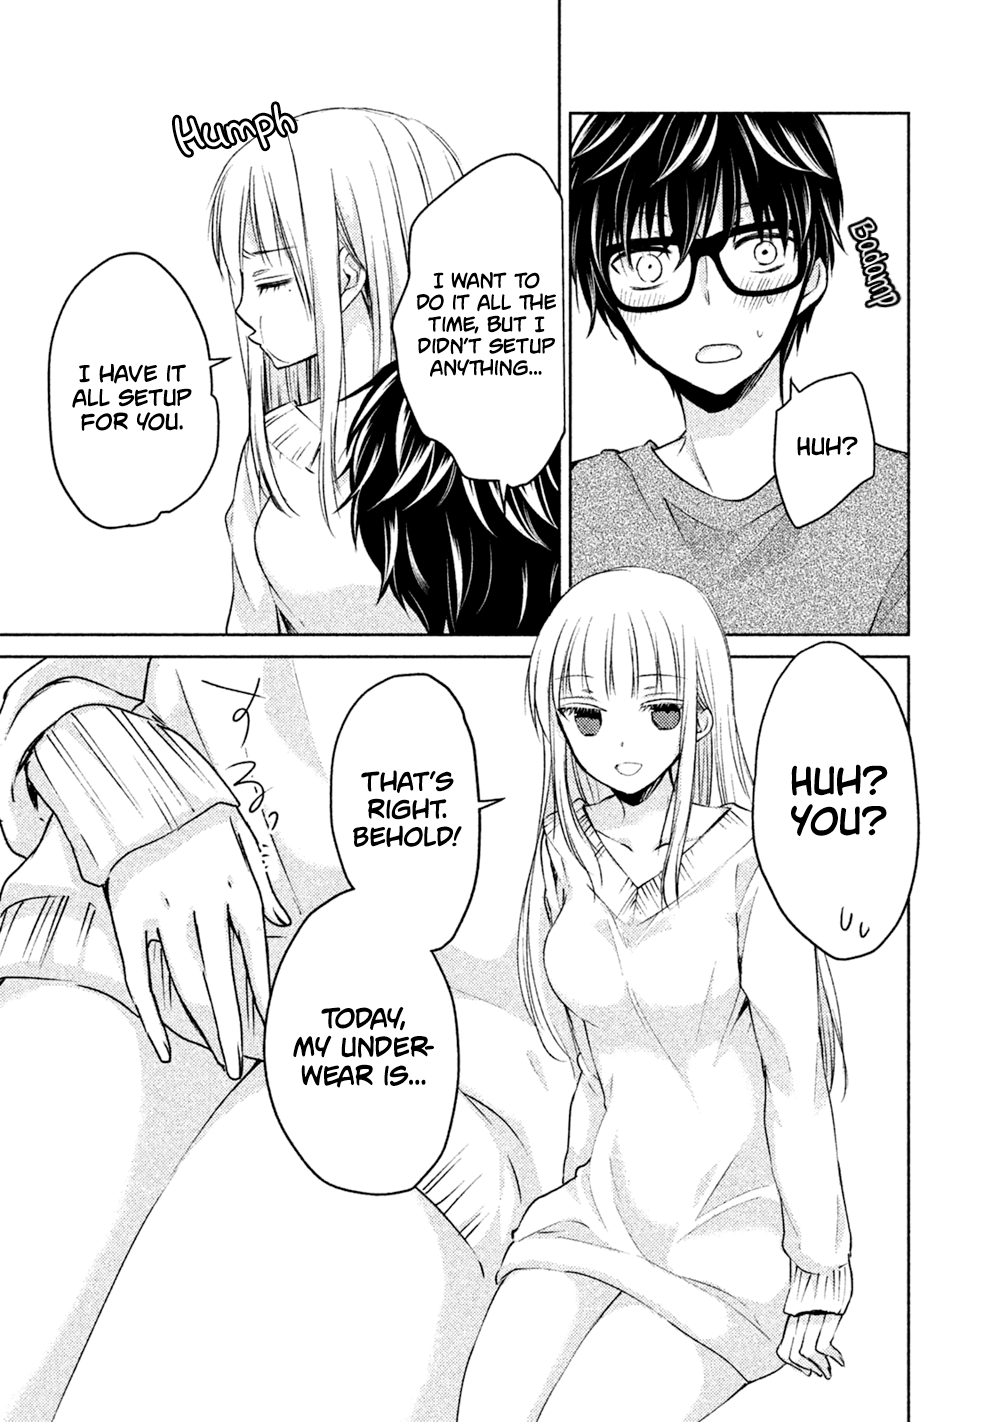 Badamp
HUH?
Humph
I WANT TO
DO IT ALL THE
TIME, BUT I
DIDN'T SETUP
ANYTHING...
I HAVE IT
ALL SETUP
FOR YOU.
HUH?
YOU?
THAT'S
RIGHT.
BEHOLD!
TODAY,
MY UNDER-
WEAR IS...